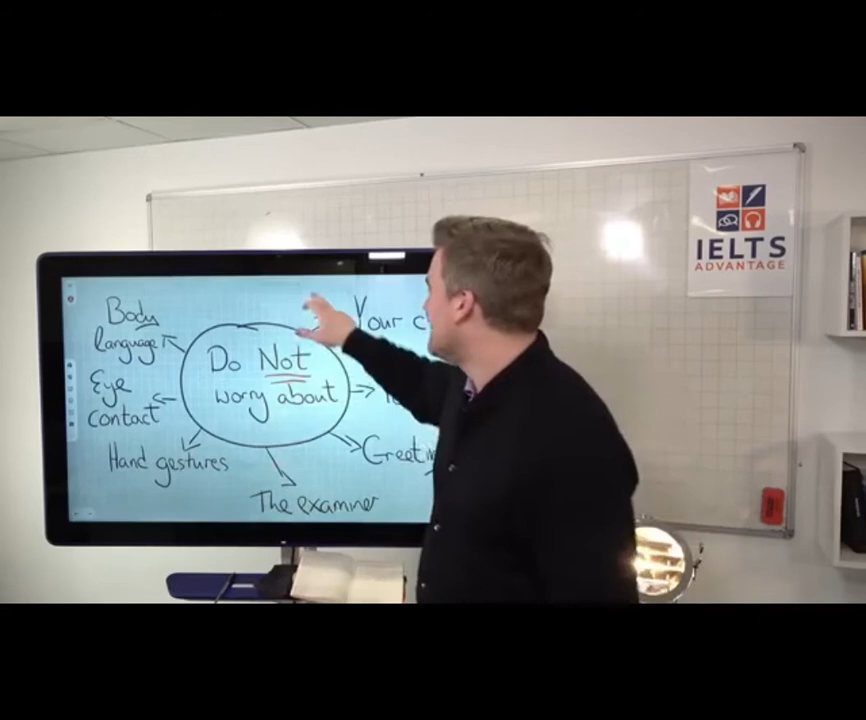 Body
language
Eye
contact
Hand gestures
Do Not
worry about
The examiner
Your
IELTS
ADVANTAGE